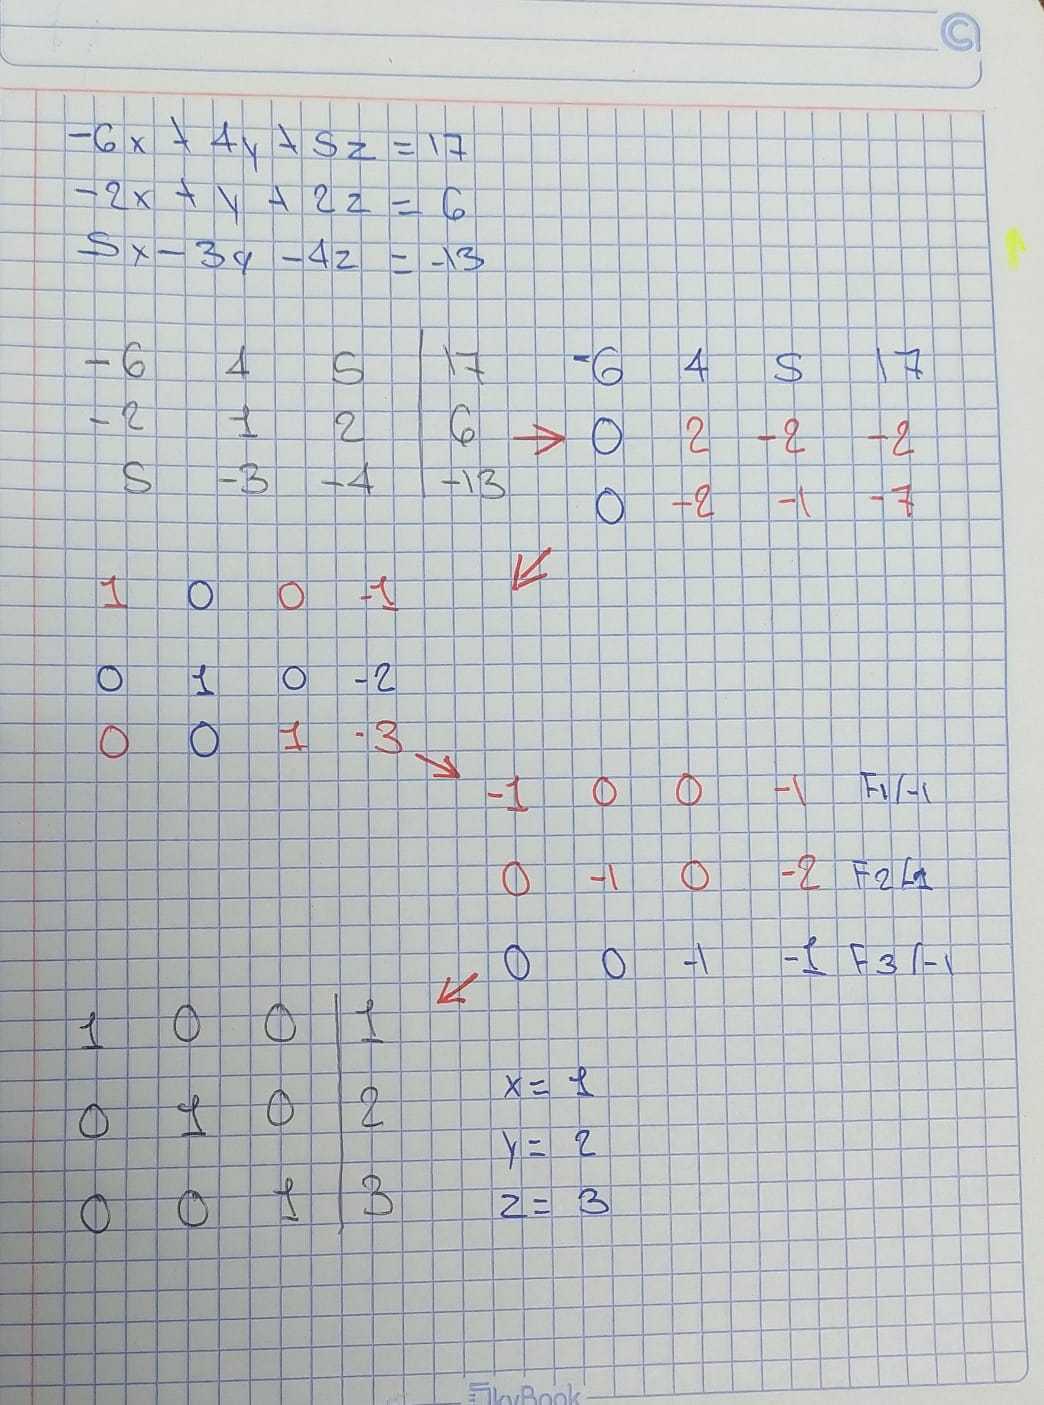 -6x + 4y + 5z = 17
-2x + y + 2z = 6
5x - 3y - 4z = -13
-6 4 5 | 17 -6 4 5 17
-2 1 2 | 6 → 0 2 -2 -2
5 -3 -4 | -13 0 -2 -1 -7
1 0 0 -1
0 1 0 -2
0 0 1 -3
-1 0 0 -1 F1/-1
0 -1 0 -2 F2/-1
0 0 -1 -1 F3/-1
1 0 0 | 1
0 1 0 | 2
0 0 1 | 3
x = 1
y = 2
z = 3
SkyBook